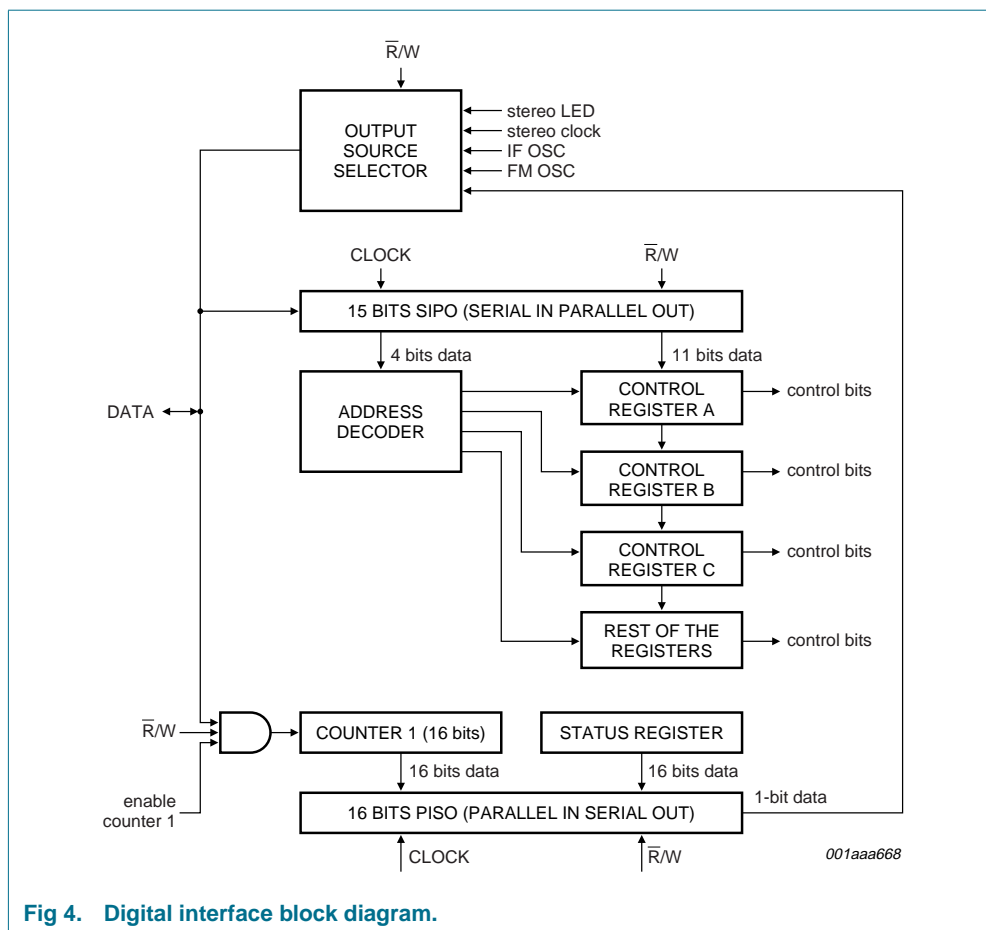 R̅/W
OUTPUT
SOURCE
SELECTOR
stereo LED
stereo clock
IF OSC
FM OSC
CLOCK
R̅/W
15 BITS SIPO (SERIAL IN PARALLEL OUT)
4 bits data
11 bits data
DATA
ADDRESS
DECODER
CONTROL
REGISTER A
control bits
CONTROL
REGISTER B
control bits
CONTROL
REGISTER C
control bits
REST OF THE
REGISTERS
control bits
R̅/W
COUNTER 1 (16 bits)
STATUS REGISTER
16 bits data
16 bits data
enable
counter 1
16 BITS PISO (PARALLEL IN SERIAL OUT)
1-bit data
CLOCK
R̅/W
001aaa668
Fig 4. Digital interface block diagram.